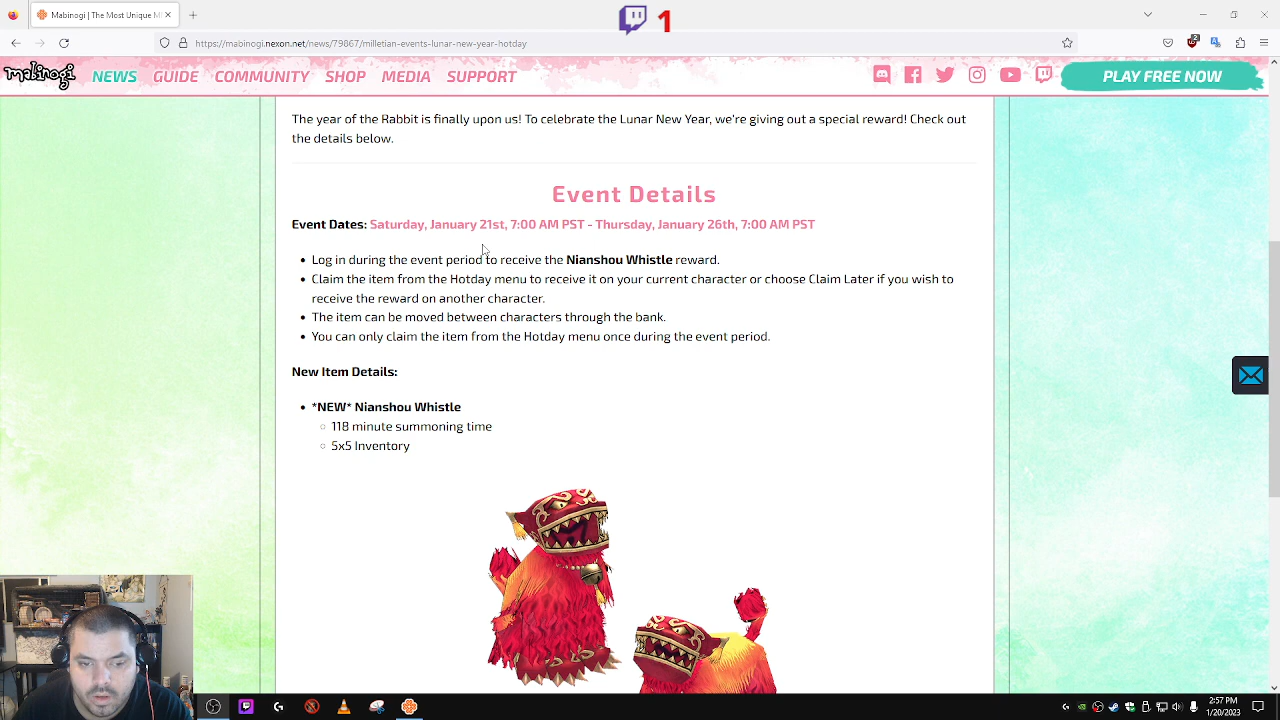 Mabinogi | The Most Unique M
1
https://mabinogi.nexon.net/news/79867/milletian-events-lunar-new-year-hotday
mabinogi NEWS GUIDE COMMUNITY SHOP MEDIA SUPPORT PLAY FREE NOW
The year of the Rabbit is finally upon us! To celebrate the Lunar New Year, we're giving out a special reward! Check out
the details below.
Event Details
Event Dates: Saturday, January 21st, 7:00 AM PST - Thursday, January 26th, 7:00 AM PST
Log in during the event period to receive the Nianshou Whistle reward.
Claim the item from the Hotday menu to receive it on your current character or choose Claim Later if you wish to
receive the reward on another character.
The item can be moved between characters through the bank.
You can only claim the item from the Hotday menu once during the event period.
New Item Details:
*NEW* Nianshou Whistle
118 minute summoning time
5x5 Inventory
2:57 PM
1/20/2023